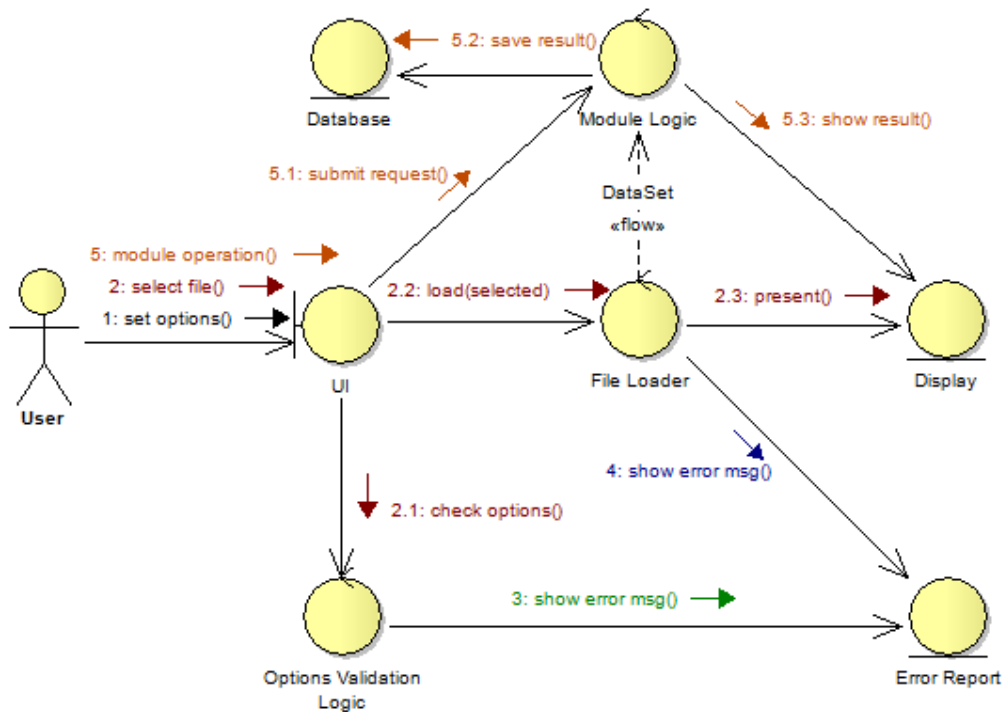 5.2: save result()
Database
Module Logic
5.3: show result()
5.1: submit request()
DataSet
«flow»
5: module operation()
2: select file()
2.2: load(selected)
2.3: present()
1: set options()
UI
File Loader
Display
User
4: show error msg()
2.1: check options()
3: show error msg()
Options Validation
Logic
Error Report